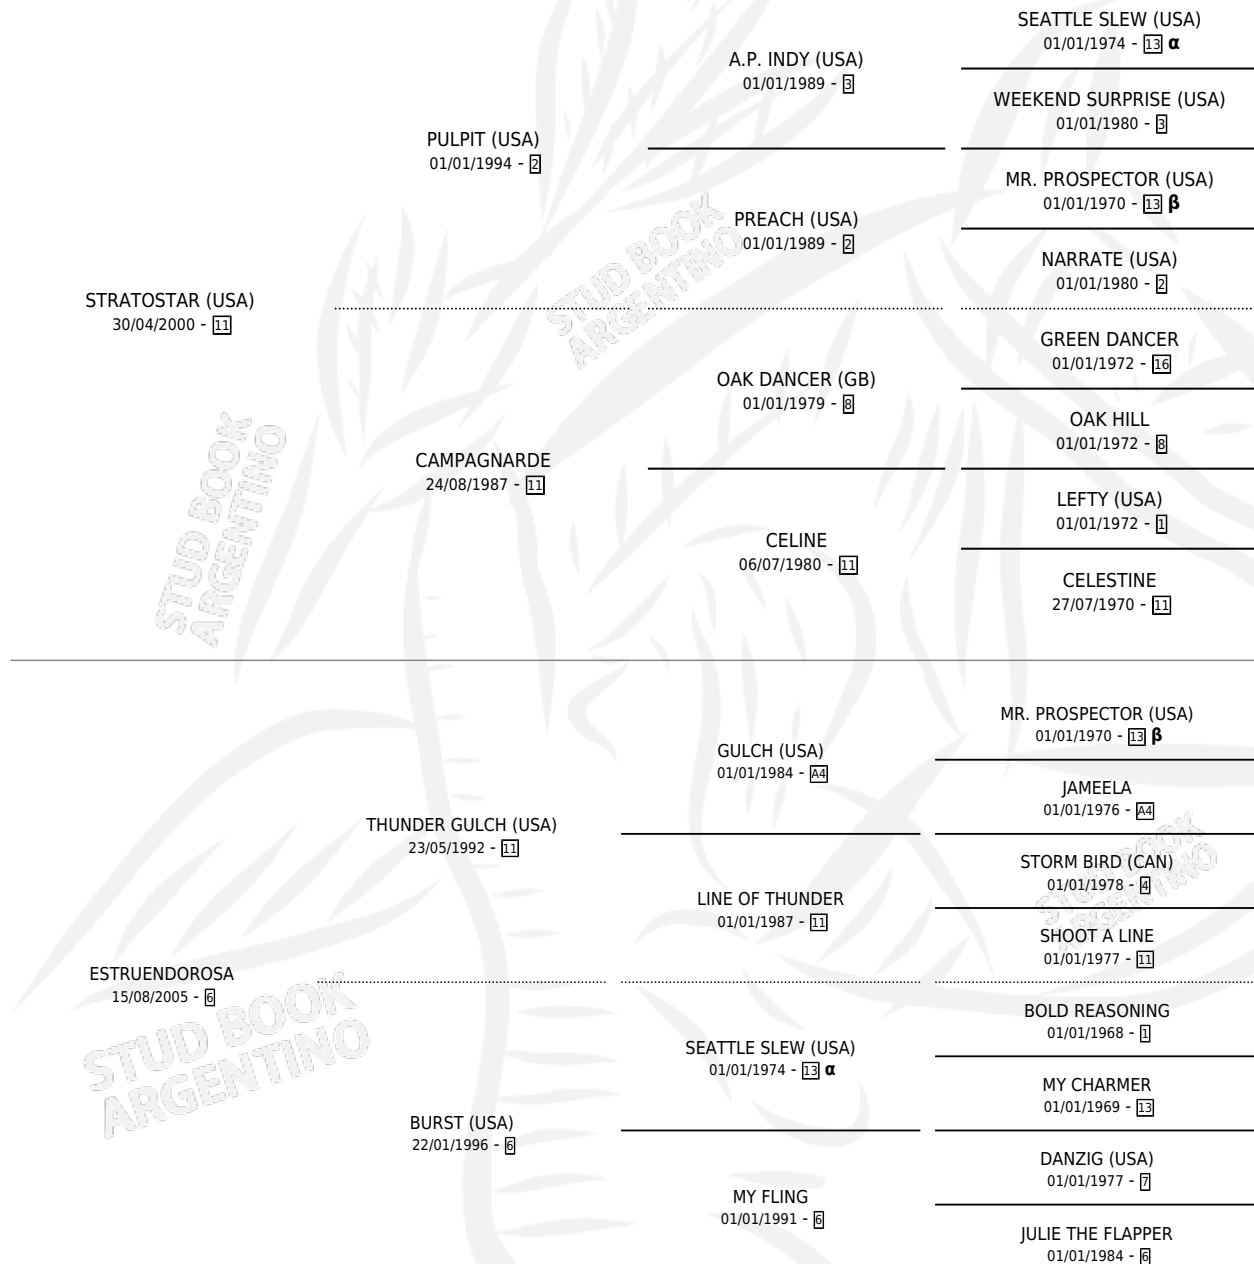 SEATTLE SLEW (USA)
01/01/1974 - 13 α
A.P. INDY (USA)
01/01/1989 - 3
WEEKEND SURPRISE (USA)
01/01/1980 - 3
PULPIT (USA)
01/01/1994 - 2
MR. PROSPECTOR (USA)
01/01/1970 - 13 β
PREACH (USA)
01/01/1989 - 2
NARRATE (USA)
01/01/1980 - 2
STUD BOOK
ARGENTINO
STRATOSTAR (USA)
30/04/2000 - 11
GREEN DANCER
01/01/1972 - 16
OAK DANCER (GB)
01/01/1979 - 8
OAK HILL
01/01/1972 - 8
CAMPAGNARDE
24/08/1987 - 11
LEFTY (USA)
01/01/1972 - 1
CELINE
06/07/1980 - 11
CELESTINE
27/07/1970 - 11
STUD BOOK
ARGENTINO
MR. PROSPECTOR (USA)
01/01/1970 - 13 β
GULCH (USA)
01/01/1984 - A4
JAMEELA
01/01/1976 - A4
THUNDER GULCH (USA)
23/05/1992 - 11
STORM BIRD (CAN)
01/01/1978 - 4
LINE OF THUNDER
01/01/1987 - 11
SHOOT A LINE
01/01/1977 - 11
STUD BOOK
ARGENTINO
ESTRUENDOROSA
15/08/2005 - 6
BOLD REASONING
01/01/1968 - 1
SEATTLE SLEW (USA)
01/01/1974 - 13 α
MY CHARMER
01/01/1969 - 13
BURST (USA)
22/01/1996 - 6
DANZIG (USA)
01/01/1977 - 7
MY FLING
01/01/1991 - 6
JULIE THE FLAPPER
01/01/1984 - 6
STUD BOOK
ARGENTINO